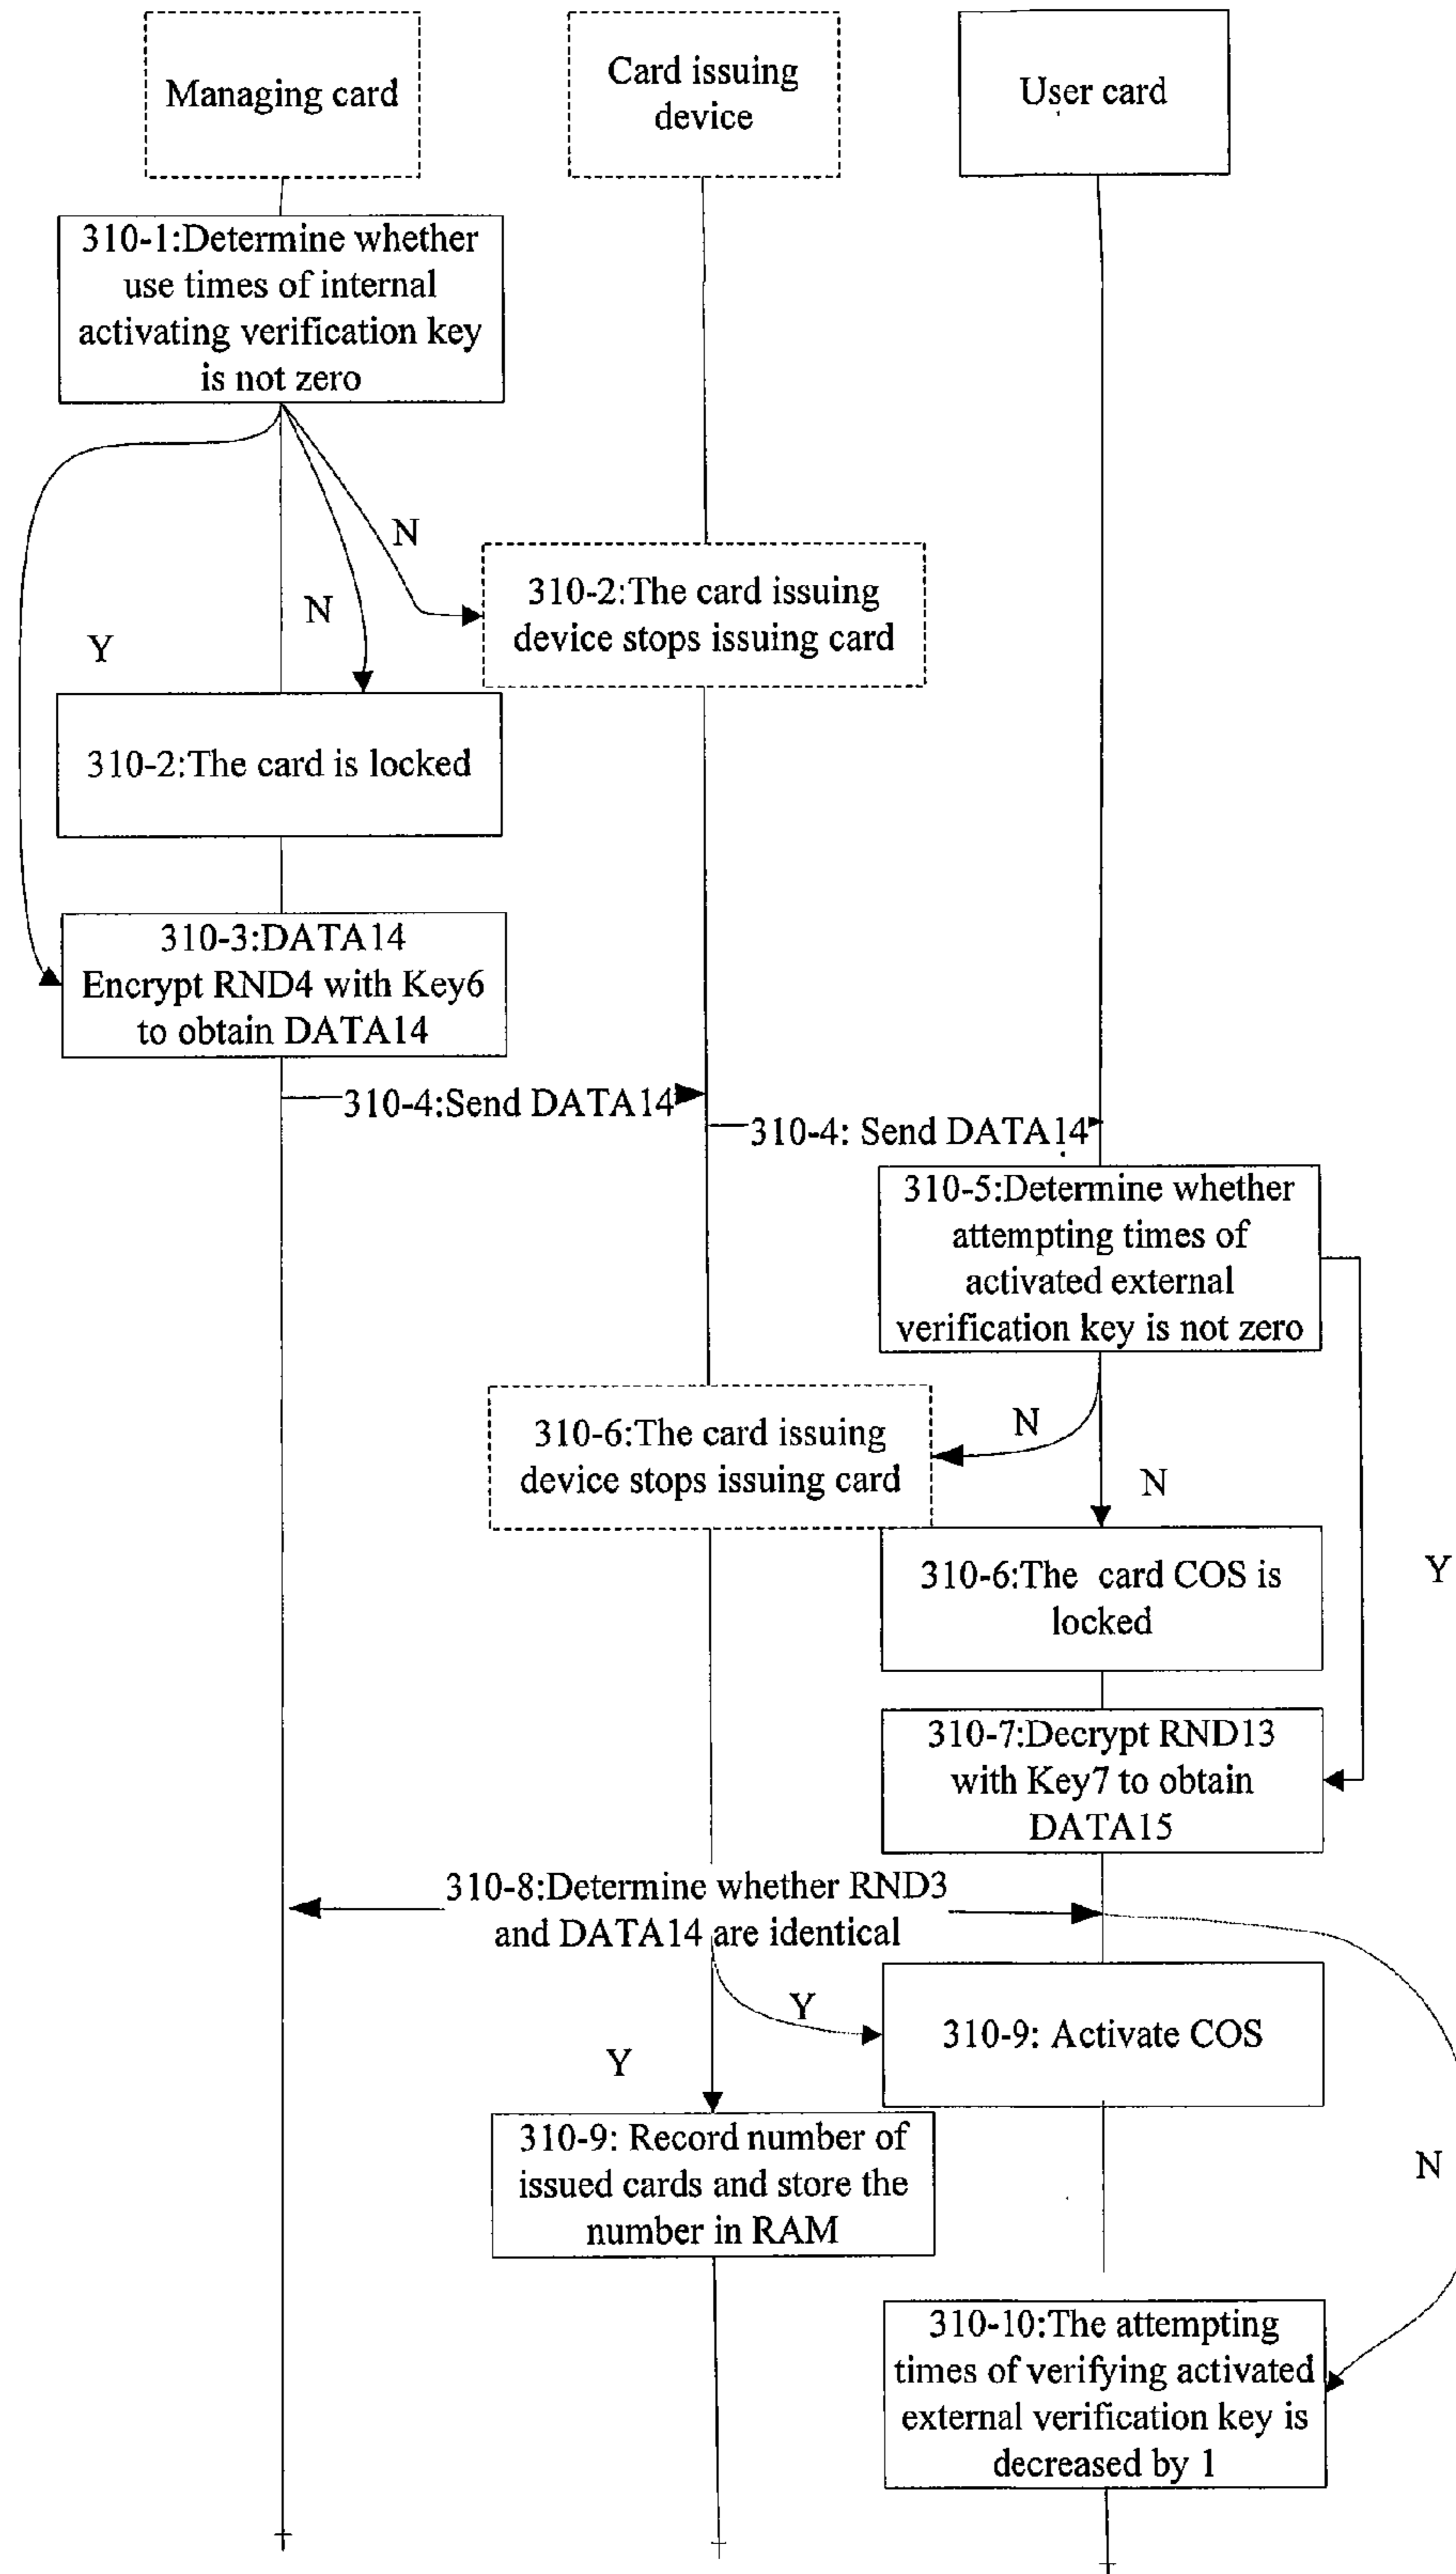 Managing card
Card issuing
device
User card
310-1:Determine whether
use times of internal
activating verification key
is not zero
N
310-2:The card issuing
device stops issuing card
N
Y
310-2:The card is locked
310-3:DATA14
Encrypt RND4 with Key6
to obtain DATA14
310-4:Send DATA14
310-4: Send DATA14
310-5:Determine whether
attempting times of
activated external
verification key is not zero
N
310-6:The card issuing
device stops issuing card
N
310-6:The  card COS is
locked
Y
310-7:Decrypt RND13
with Key7 to obtain
DATA15
310-8:Determine whether RND3
and DATA14 are identical
Y
310-9: Activate COS
Y
310-9: Record number of
issued cards and store the
number in RAM
N
310-10:The attempting
times of verifying activated
external verification key is
decreased by 1